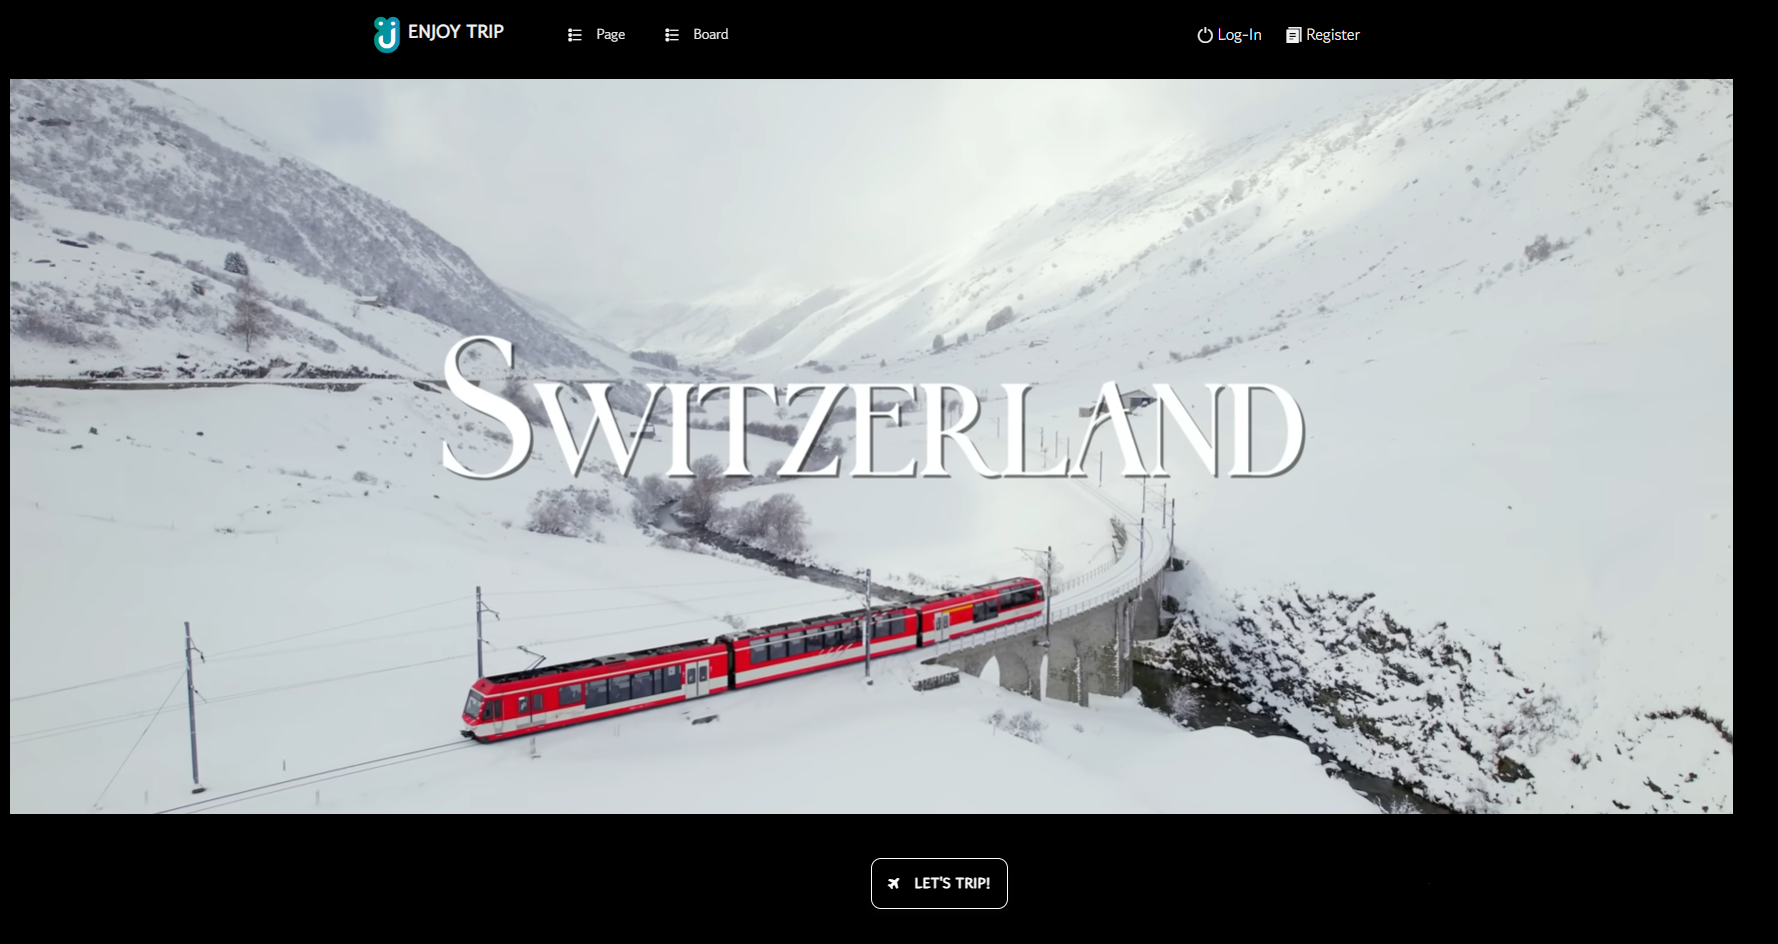 ENJOY TRIP
Page
Board
Log-In
Register
SWITZERLAND
LET'S TRIP!